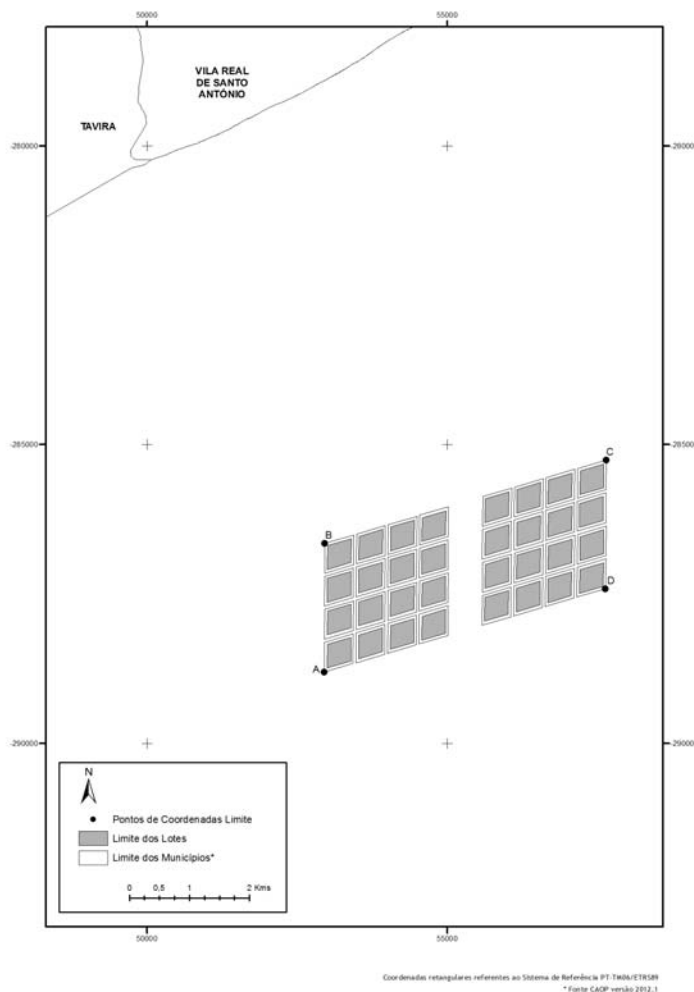 50000
55000
VILA REAL
DE SANTO
ANTÓNIO
TAVIRA
-280000
-280000
-285000
-285000
C
B
D
A
-290000
-290000
N
Pontos de Coordenadas Limite
Limite dos Lotes
Limite dos Municípios*
0 0,5 1 2 Kms
50000
55000
Coordenadas retangulares referentes ao Sistema de Referência PT-TM06/ETRS89
* Fonte CAOP versão 2012.1